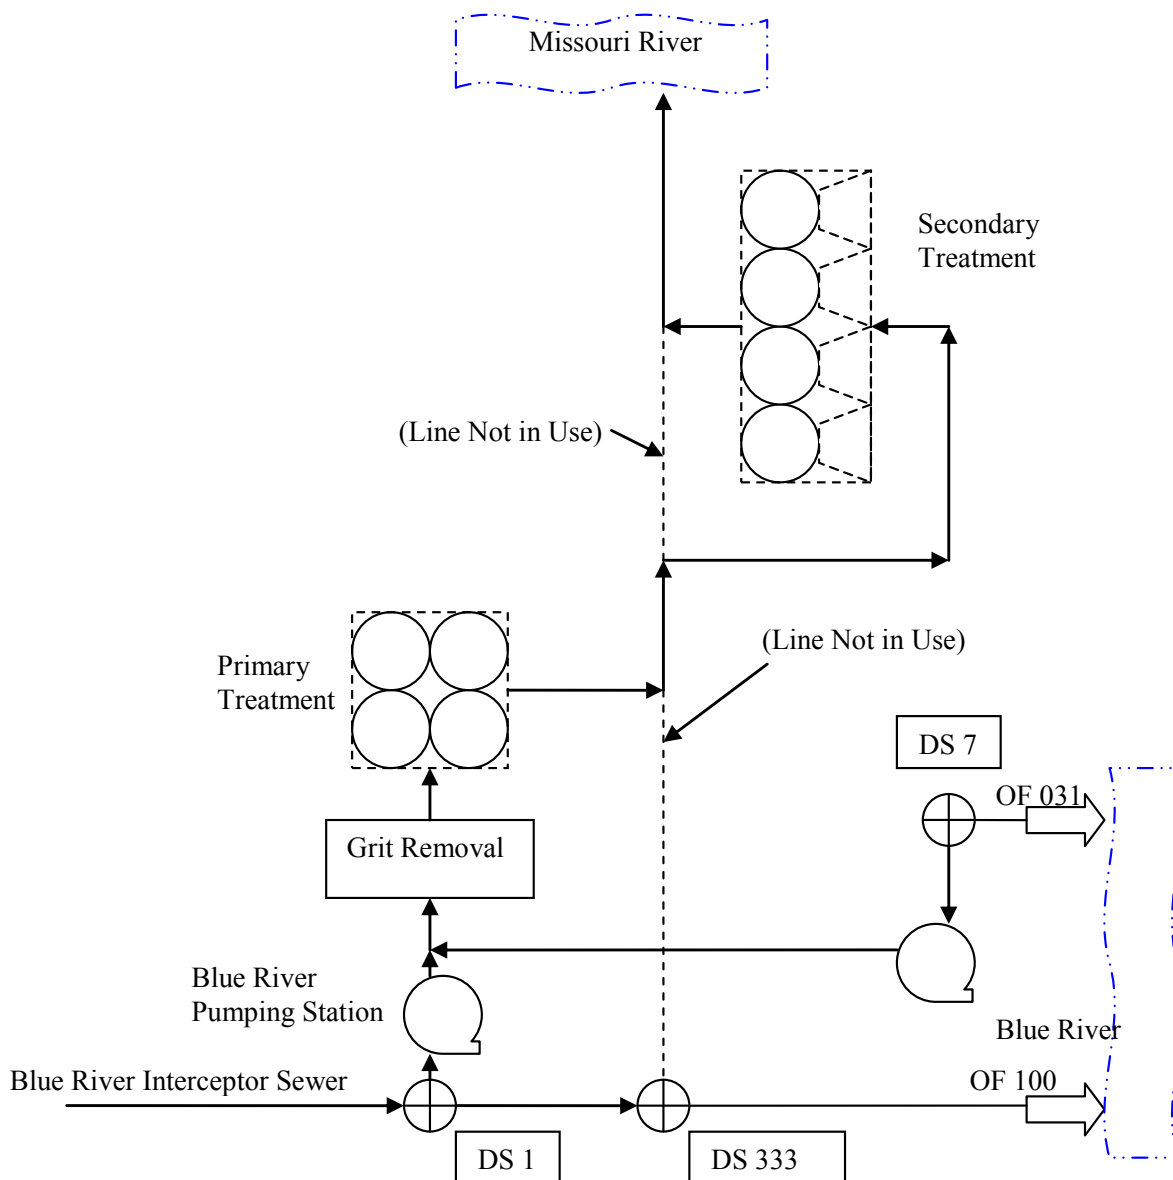 Missouri River
Secondary
Treatment
(Line Not in Use)
(Line Not in Use)
Primary
Treatment
DS 7
OF 031
Grit Removal
Blue River
Pumping Station
Blue River
Blue River Interceptor Sewer
OF 100
DS 1
DS 333